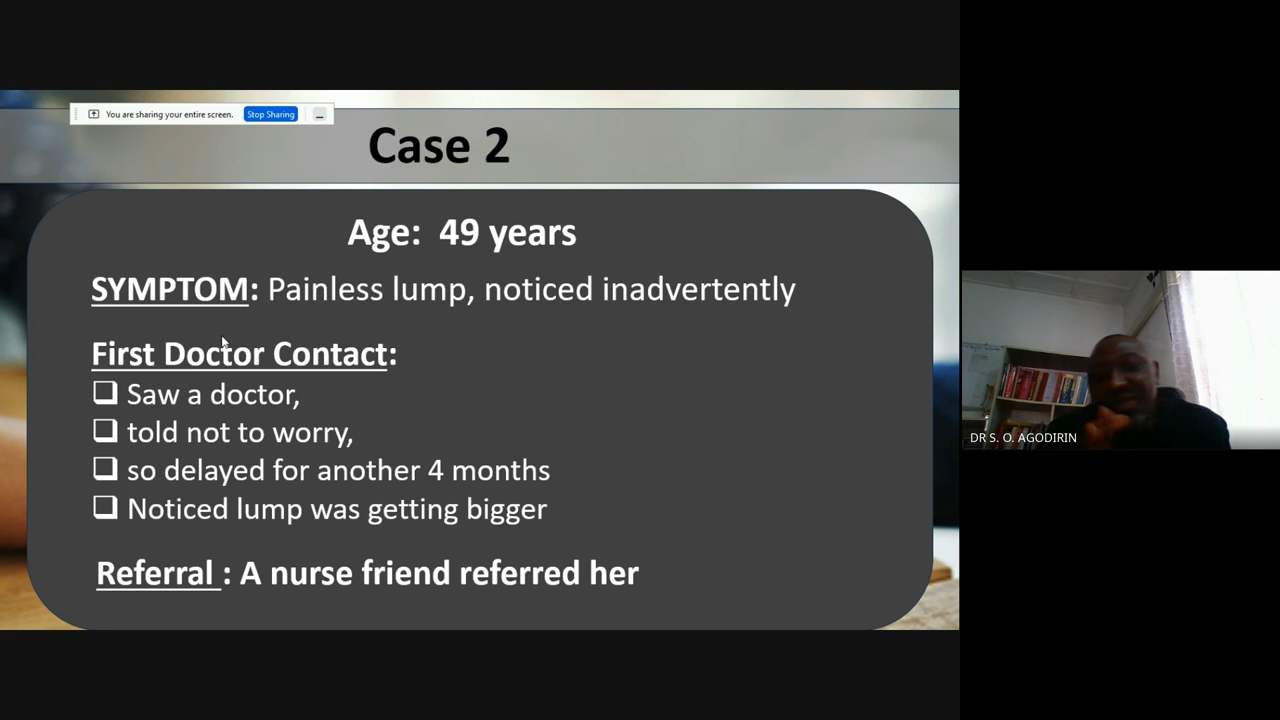 You are sharing your entire screen. Stop Sharing
Case 2
Age: 49 years
SYMPTOM: Painless lump, noticed inadvertently
First Doctor Contact:
❑ Saw a doctor,
❑ told not to worry,
❑ so delayed for another 4 months
❑ Noticed lump was getting bigger
Referral : A nurse friend referred her
DR S. O. AGODIRIN